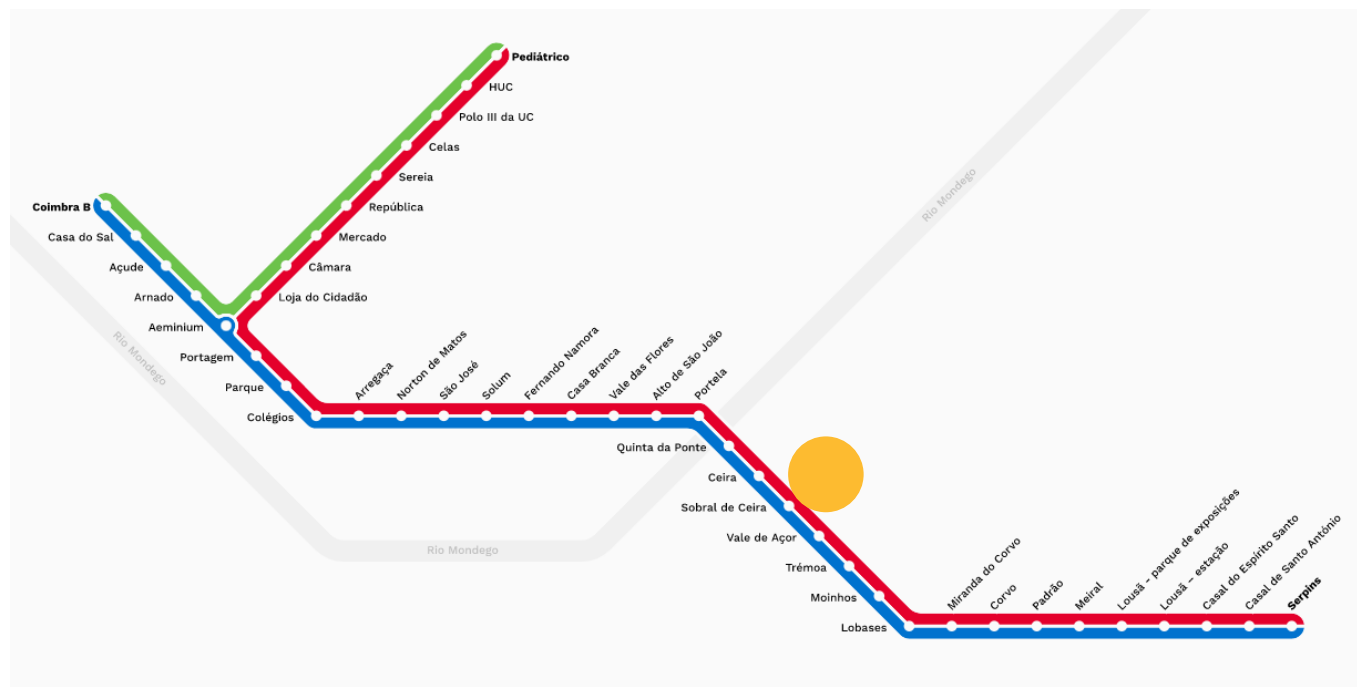 Pediátrico
HUC
Polo III da UC
Celas
Sereia
República
Mercado
Câmara
Loja do Cidadão
Coimbra B
Casa do Sal
Açude
Arnado
Aeminium
Portagem
Parque
Colégios
Arregaça
Norton de Matos
São José
Solum
Fernando Namora
Casa Branca
Vale das Flores
Alto de São João
Portela
Quinta da Ponte
Ceira
Sobral de Ceira
Vale de Açor
Trémoa
Moinhos
Lobases
Miranda do Corvo
Corvo
Padrão
Meiral
Lousã – parque de exposições
Lousã – estação
Casal do Espírito Santo
Casal de Santo António
Serpins
Rio Mondego
Rio Mondego
Rio Mondego